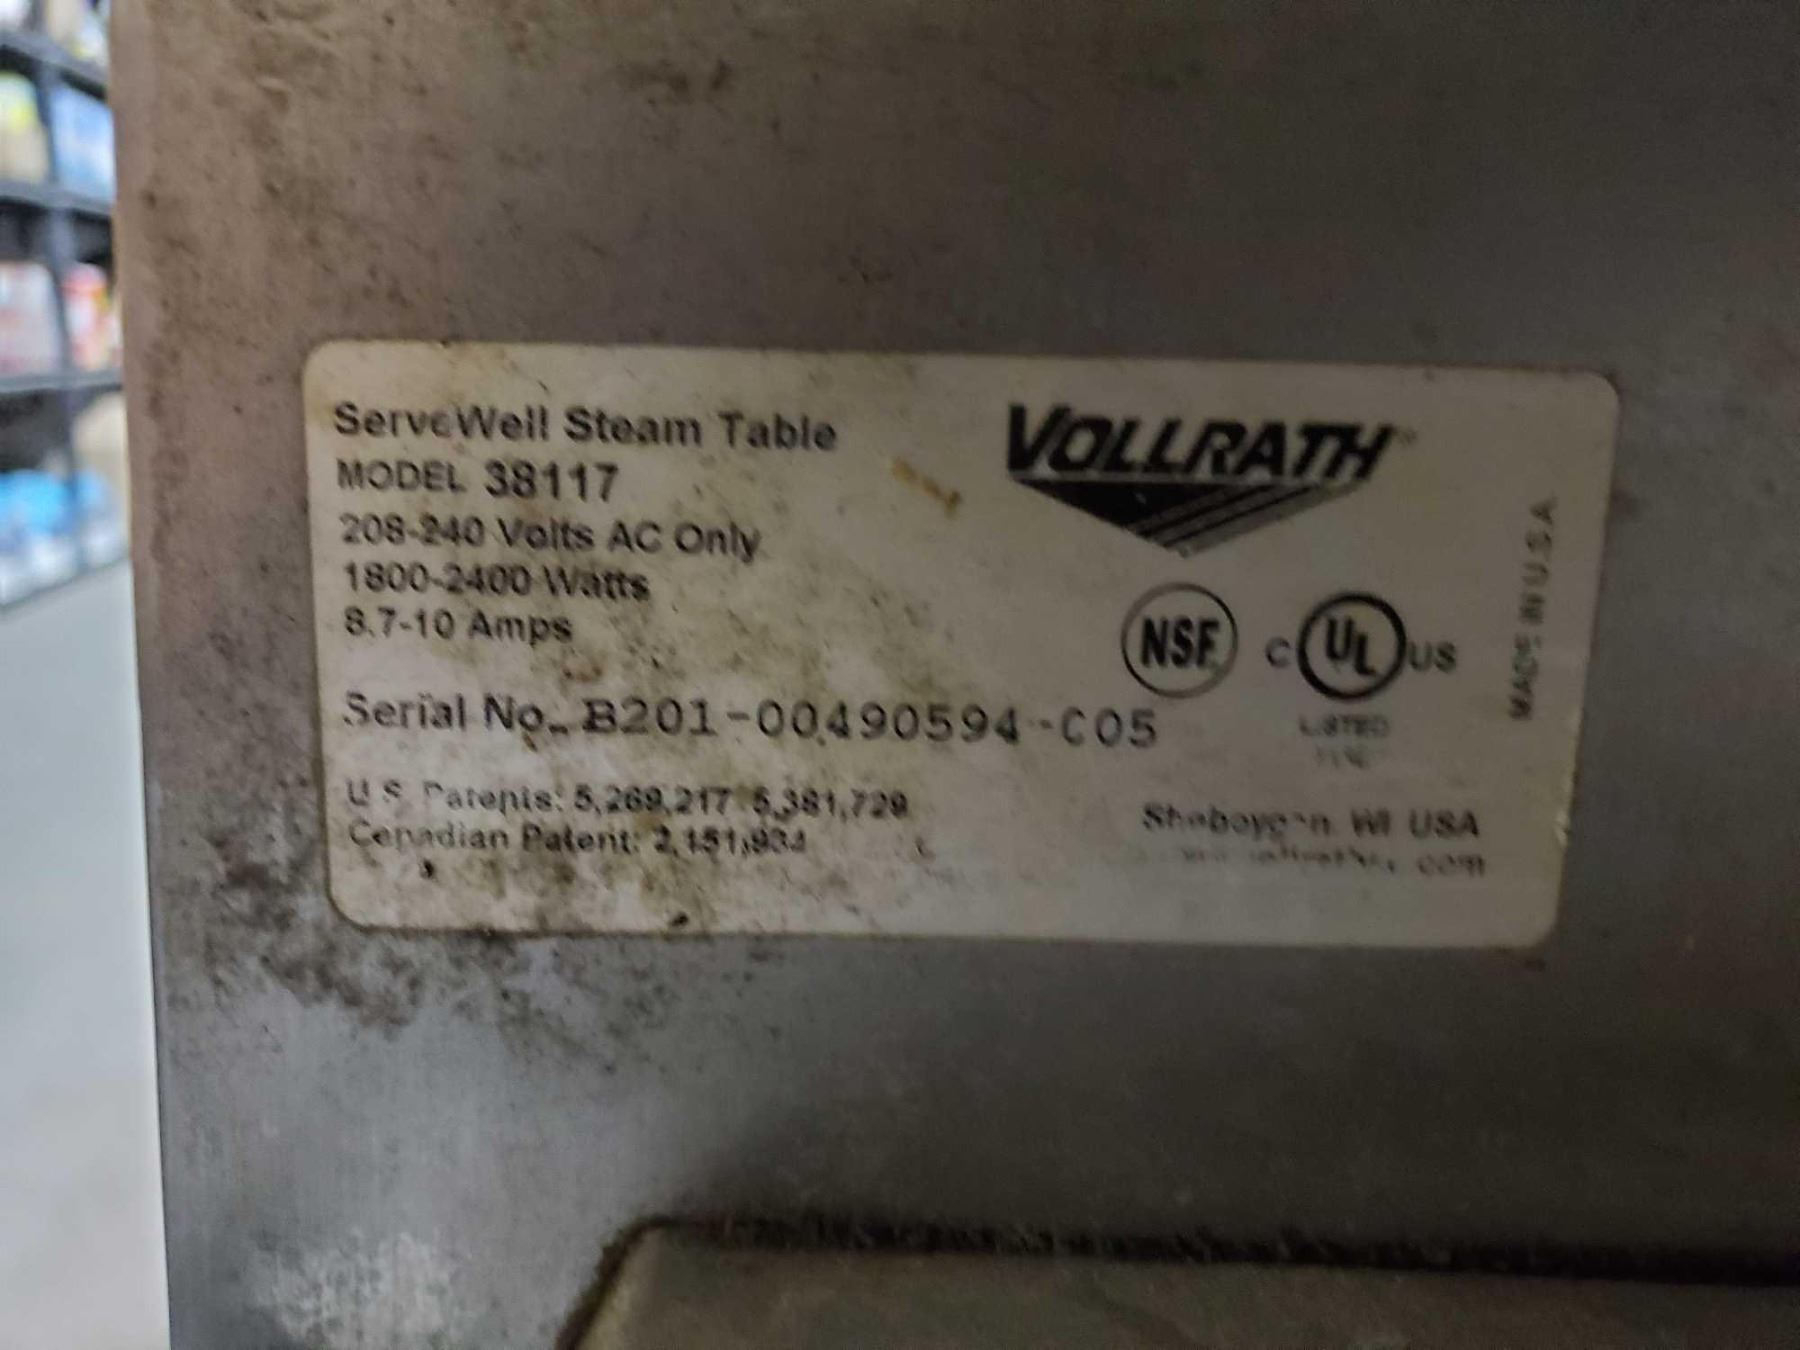 ServeWell Steam Table
MODEL 38117
208-240 Volts AC Only
1800-2400 Watts
8.7-10 Amps
Serial No. B201-00490594-C05
U.S. Patents: 5,269,217 5,381,729
Canadian Patent: 2,151,934
VOLLRATH
NSF
C UL US
LISTED
MADE IN U.S.A.
Sheboygan, WI USA